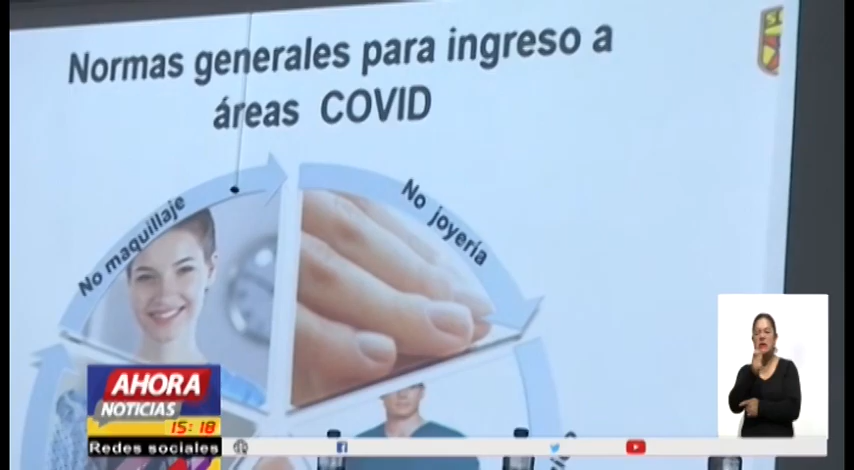 Normas generales para ingreso a
áreas COVID
No maquillaje
No joyería
AHORA
NOTICIAS
15:18
Redes sociales